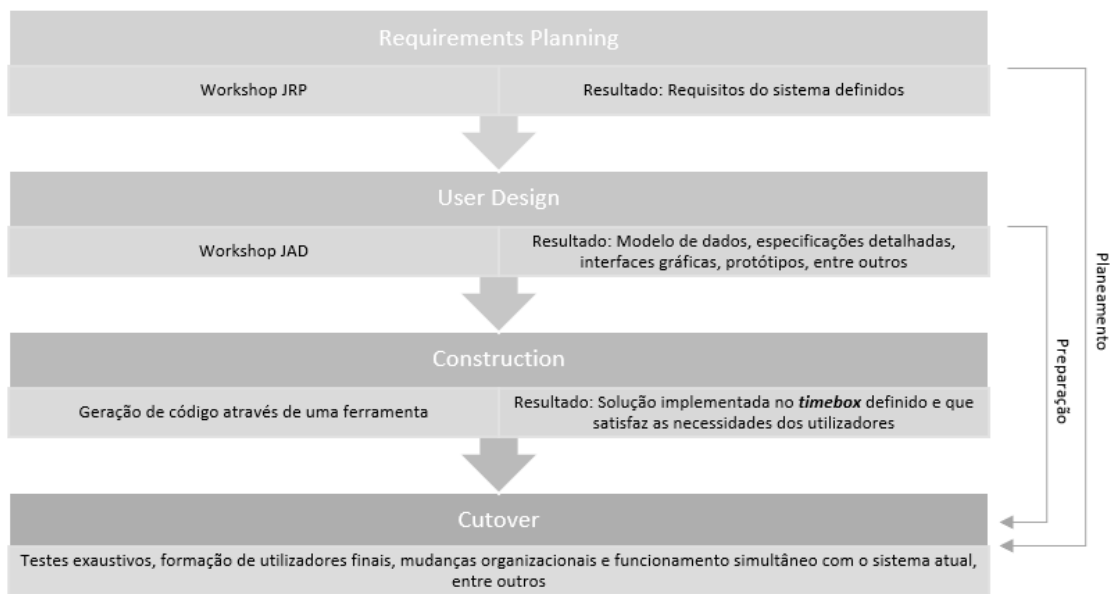 Requirements Planning
Workshop JRP
Resultado: Requisitos do sistema definidos
User Design
Workshop JAD
Resultado: Modelo de dados, especificações detalhadas,
interfaces gráficas, protótipos, entre outros
Construction
Geração de código através de uma ferramenta
Resultado: Solução implementada no timebox definido e que
satisfaz as necessidades dos utilizadores
Cutover
Testes exaustivos, formação de utilizadores finais, mudanças organizacionais e funcionamento simultâneo com o sistema atual,
entre outros
Preparação
Planeamento